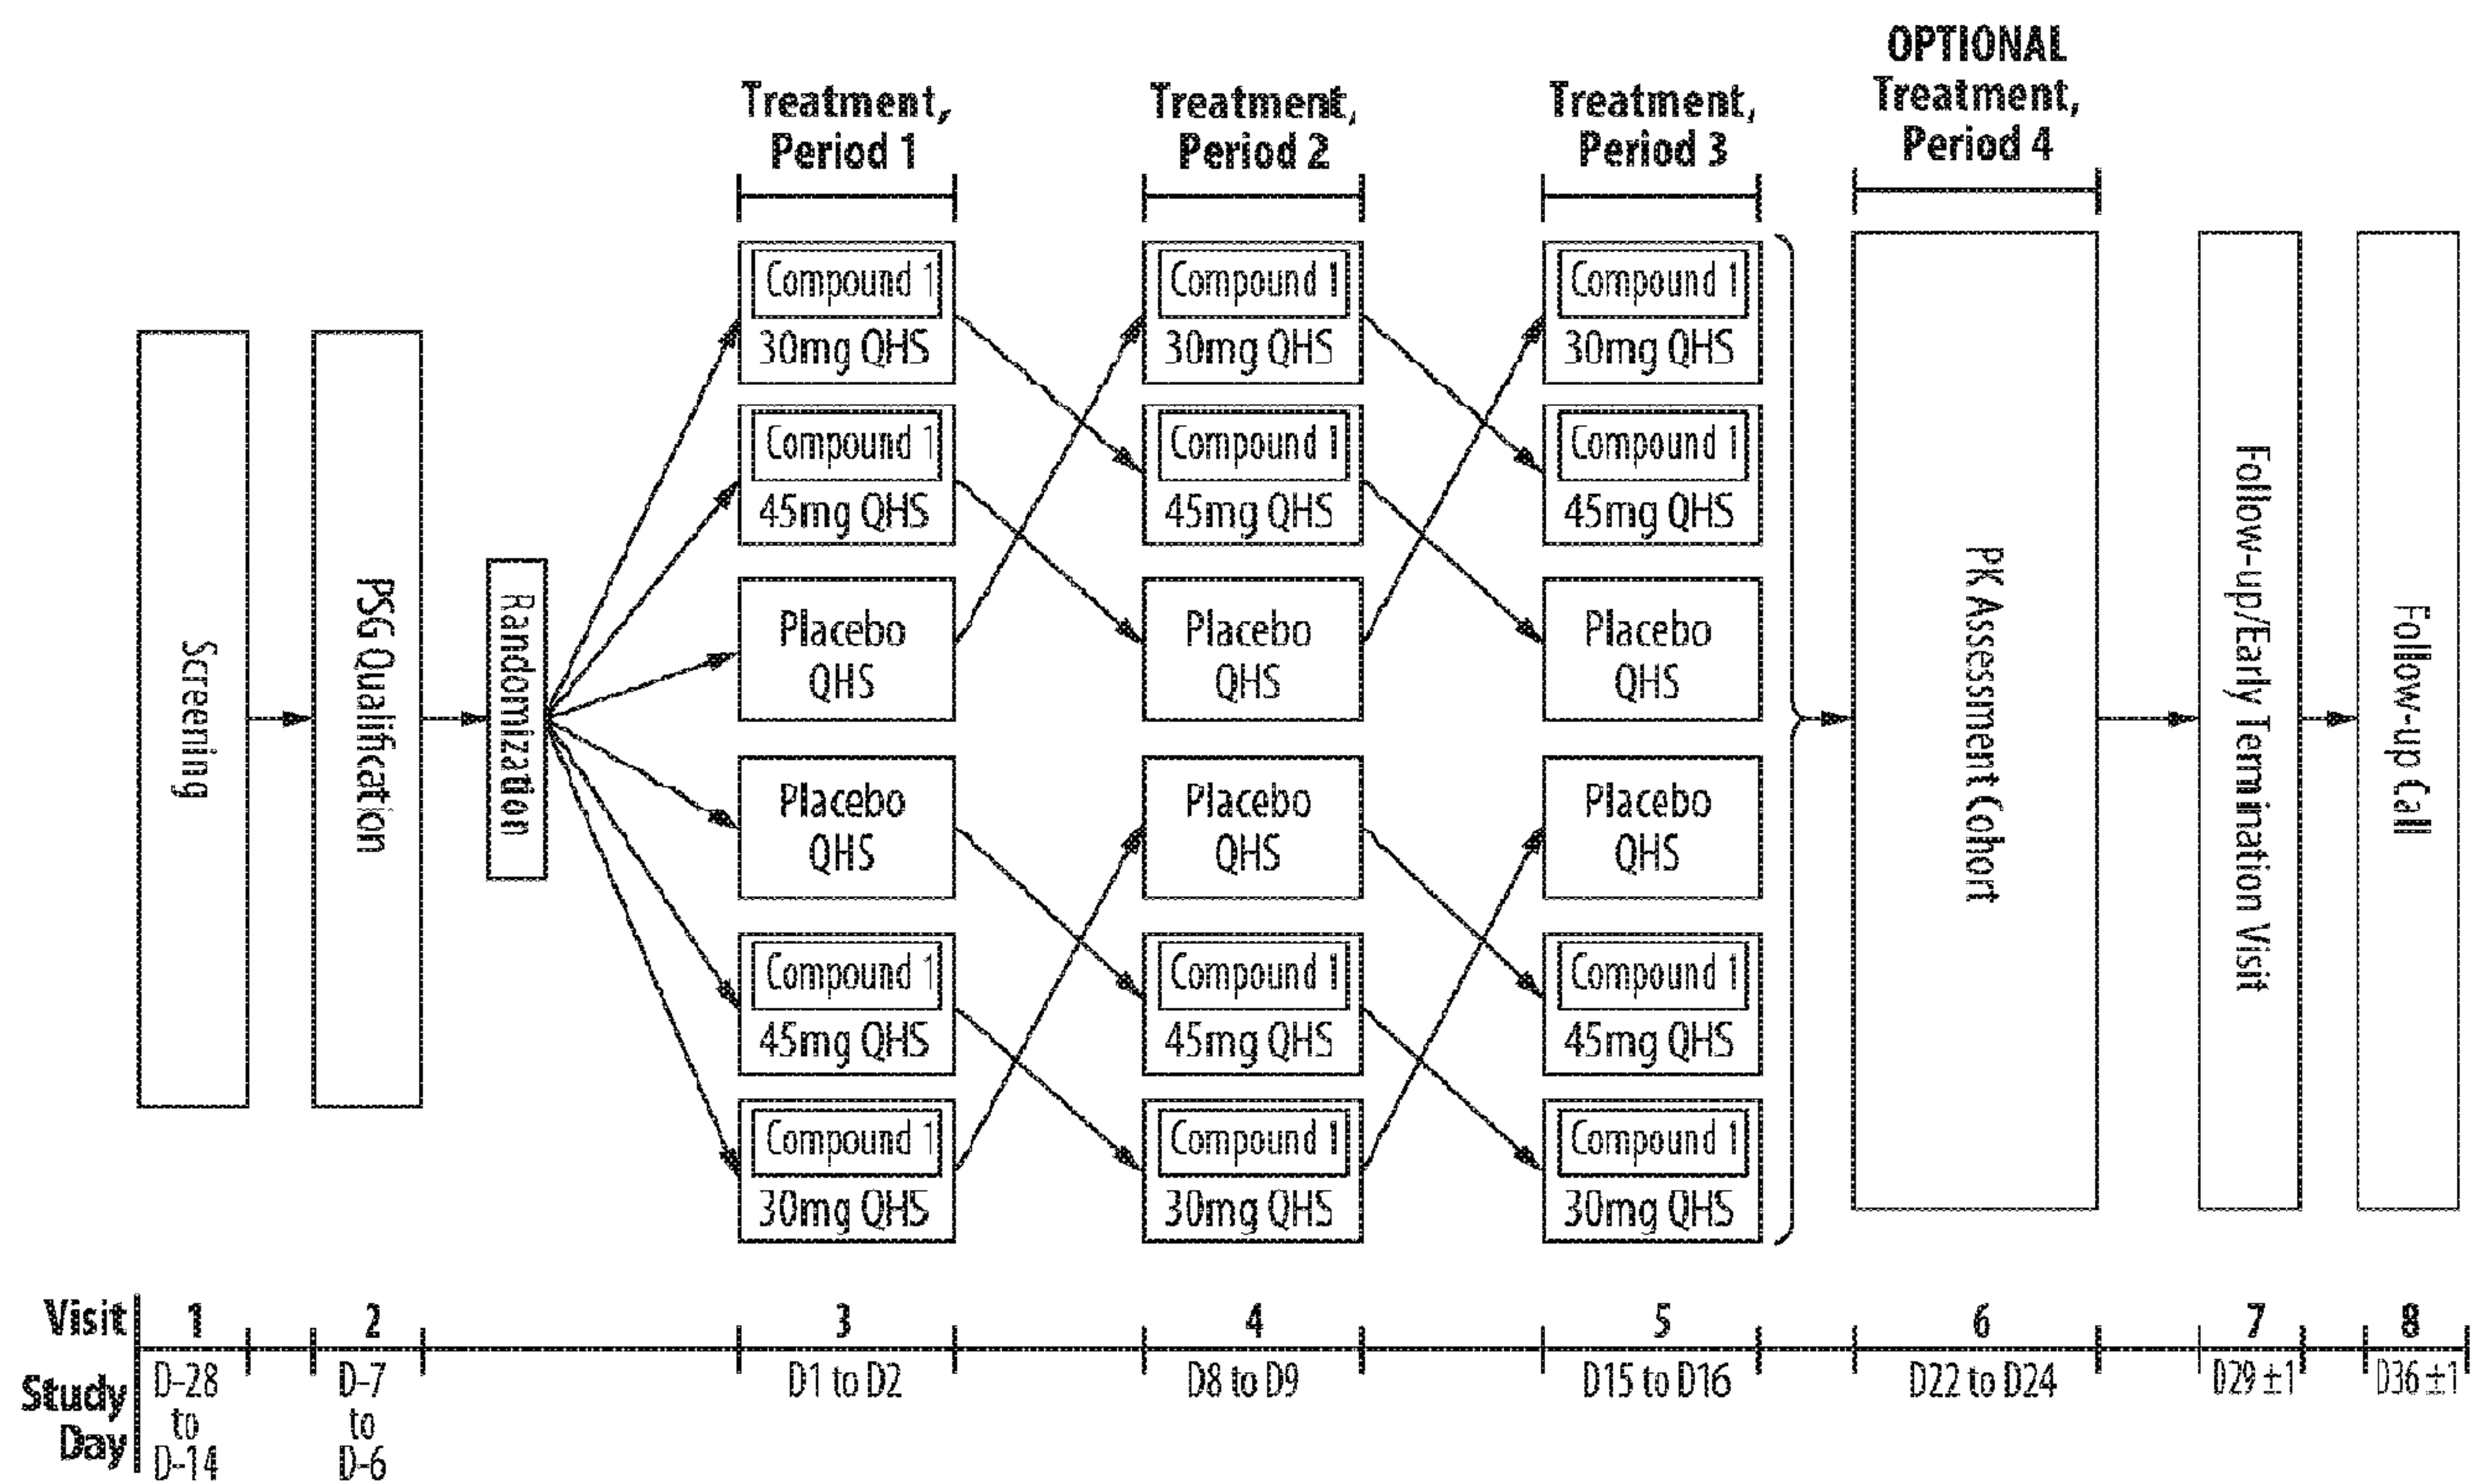 Treatment,
Period 1
Treatment,
Period 2
Treatment,
Period 3
OPTIONAL
Treatment,
Period 4
Screening
PSG Qualification
Randomization
Compound 1
30mg QHS
Compound 1
45mg QHS
Placebo
QHS
Placebo
QHS
Compound 1
45mg QHS
Compound 1
30mg QHS
Compound 1
30mg QHS
Compound 1
45mg QHS
Placebo
QHS
Placebo
QHS
Compound 1
45mg QHS
Compound 1
30mg QHS
Compound 1
30mg QHS
Compound 1
45mg QHS
Placebo
QHS
Placebo
QHS
Compound 1
45mg QHS
Compound 1
30mg QHS
PK Assessment Cohort
Follow-up/Early Termination Visit
Follow-up Call
Visit 1 2 3 4 5 6 7 8
Study
Day
D-28
to
D-14
D-7
to
D-6
D1 to D2
D8 to D9
D15 to D16
D22 to D24
D29 ±1
D36 ±1